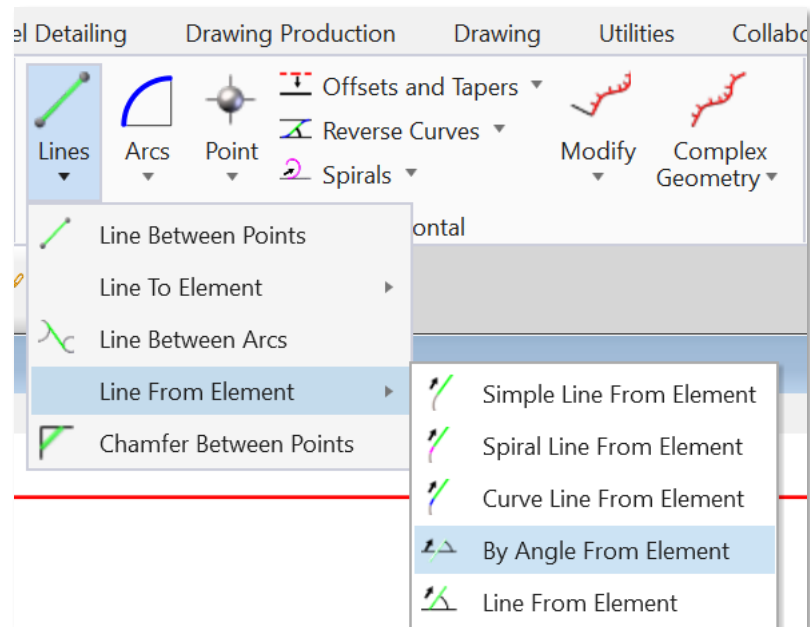 el Detailing Drawing Production Drawing Utilities Collabo
Lines
Arcs
Point
Offsets and Tapers
Reverse Curves
Spirals
Modify
Complex
Geometry
ontal
Line Between Points
Line To Element
Line Between Arcs
Line From Element
Chamfer Between Points
Simple Line From Element
Spiral Line From Element
Curve Line From Element
By Angle From Element
Line From Element